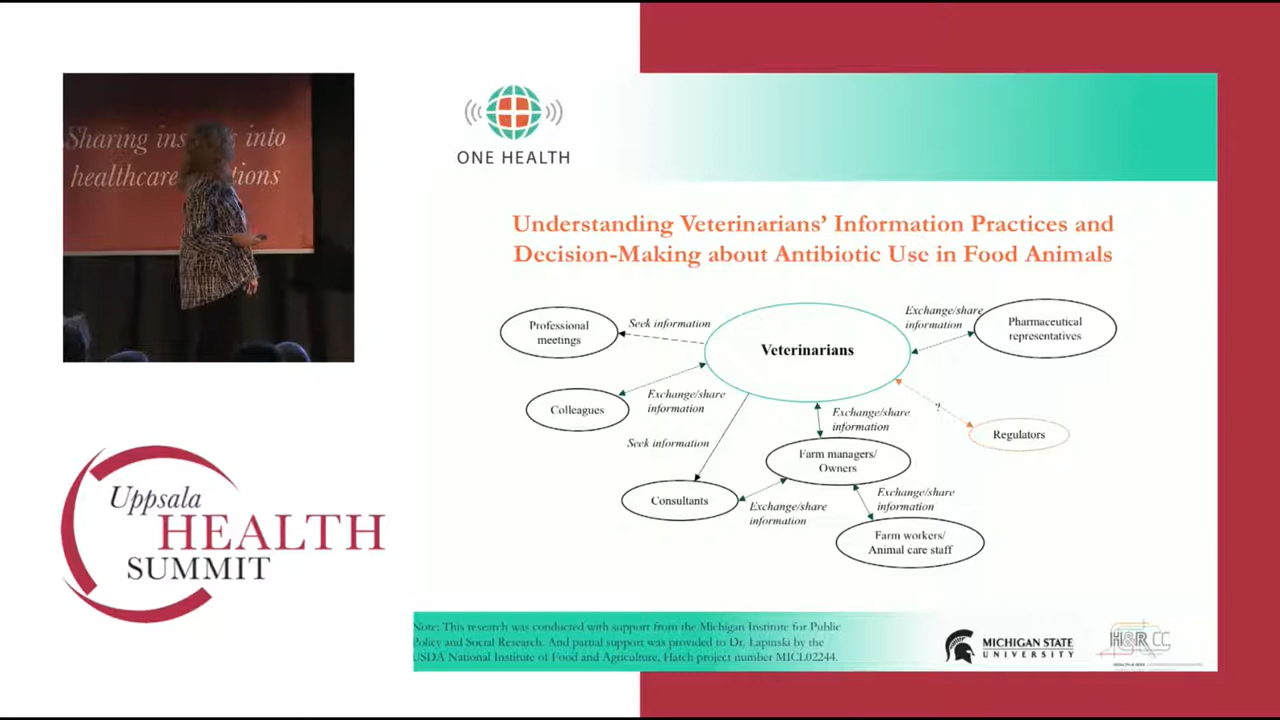 Sharing ins into
healthcare tions
Uppsala
HEALTH
SUMMIT
ONE HEALTH
Understanding Veterinarians’ Information Practices and
Decision-Making about Antibiotic Use in Food Animals
Professional
meetings
Seek information
Veterinarians
Exchange/share
information
Pharmaceutical
representatives
Colleagues
Exchange/share
information
Exchange/share
information
?
Regulators
Seek information
Farm managers/
Owners
Consultants
Exchange/share
information
Exchange/share
information
Farm workers/
Animal care staff
Note: This research was conducted with support from the Michigan Institute for Public
Policy and Social Research. And partial support was provided to Dr. Lapinski by the
USDA National Institute of Food and Agriculture, Hatch project number MICL02244.
MICHIGAN STATE
UNIVERSITY
H&R CC